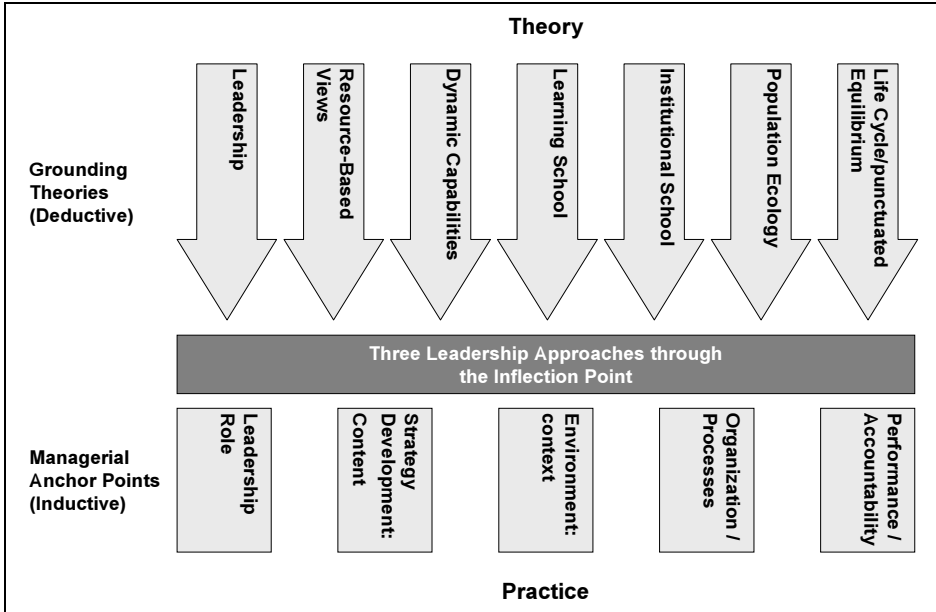 Theory
Grounding
Theories
(Deductive)
Leadership
Resource-Based
Views
Dynamic Capabilities
Learning School
Institutional School
Population Ecology
Life Cycle/punctuated
Equilibrium
Three Leadership Approaches through
the Inflection Point
Managerial
Anchor Points
(Inductive)
Leadership
Role
Strategy
Development:
Content
Environment:
context
Organization /
Processes
Performance /
Accountability
Practice